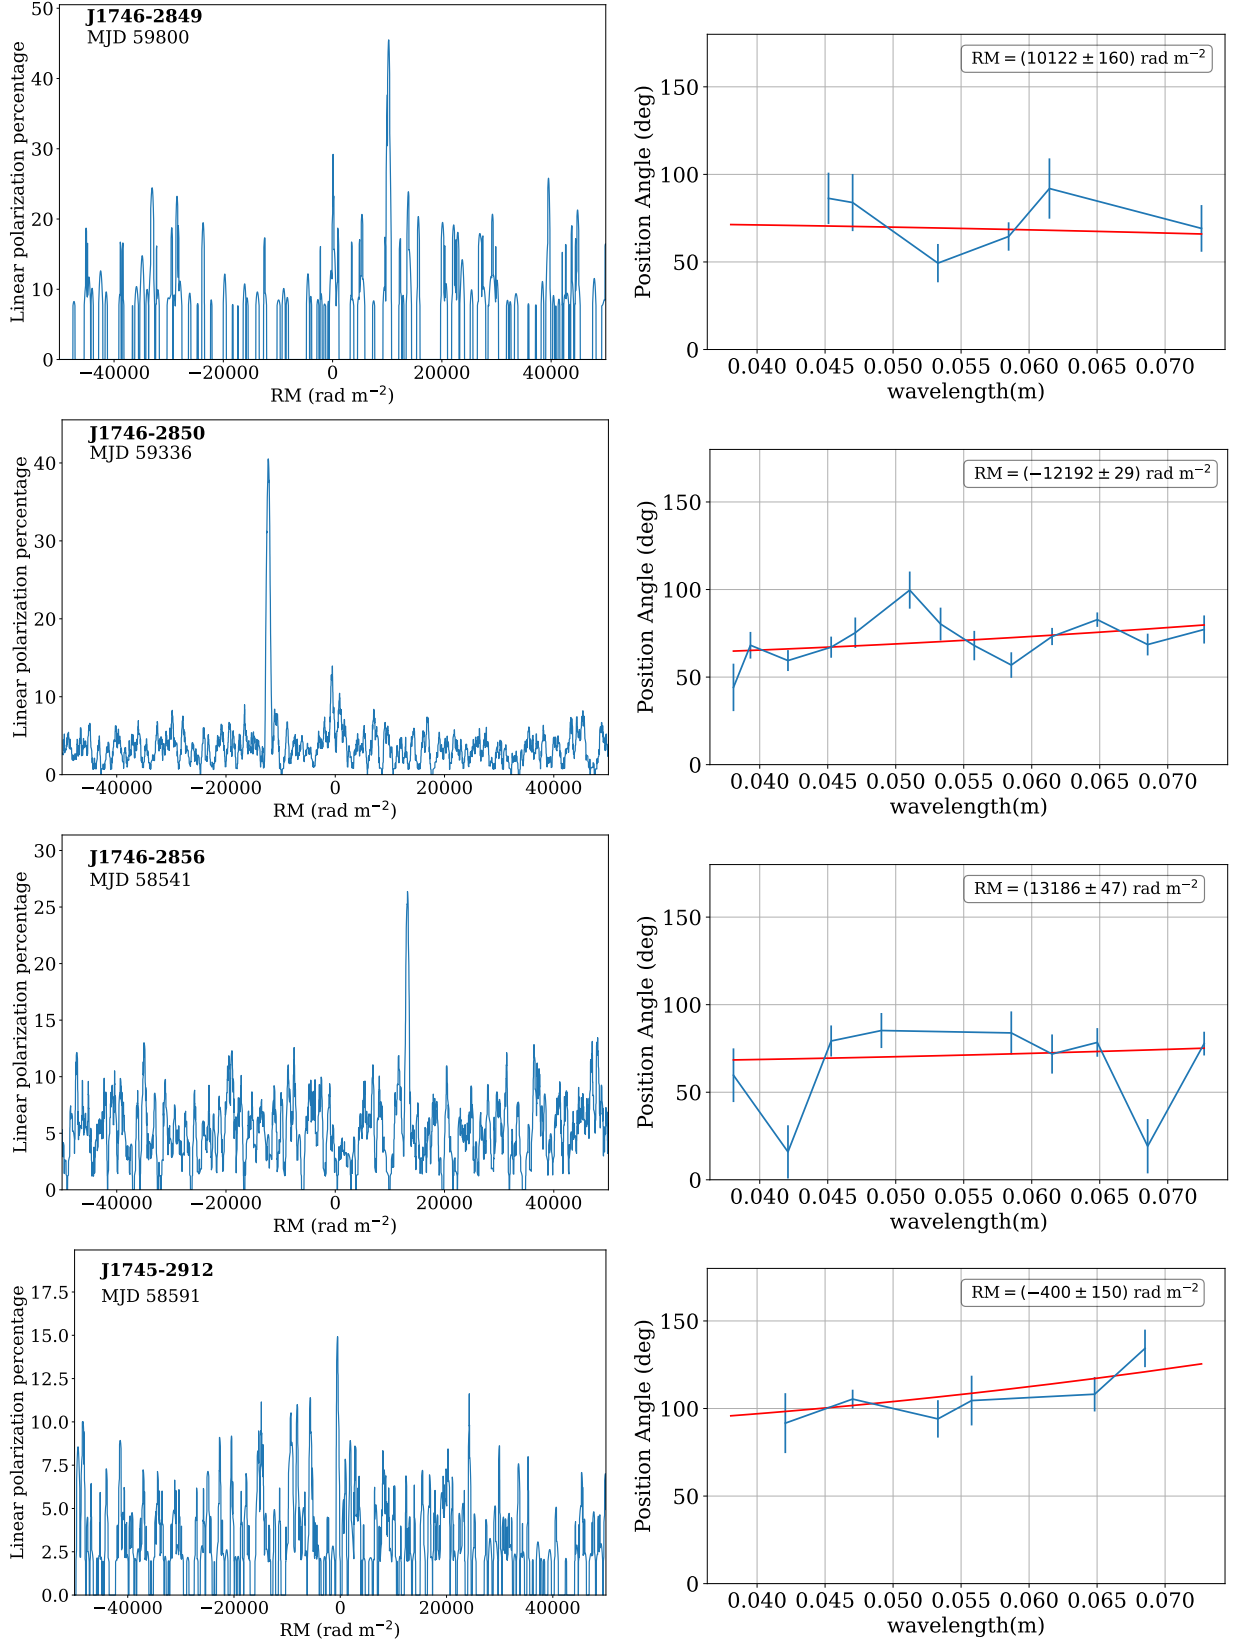 J1746-2849
MJD 59800
Linear polarization percentage
50
40
30
20
10
0
−40000 −20000 0 20000 40000
RM (rad m⁻²)
RM = (10122 ± 160) rad m⁻²
Position Angle (deg)
150
100
50
0
0.040 0.045 0.050 0.055 0.060 0.065 0.070
wavelength(m)
J1746-2850
MJD 59336
Linear polarization percentage
40
30
20
10
0
−40000 −20000 0 20000 40000
RM (rad m⁻²)
RM = (−12192 ± 29) rad m⁻²
Position Angle (deg)
150
100
50
0
0.040 0.045 0.050 0.055 0.060 0.065 0.070
wavelength(m)
J1746-2856
MJD 58541
Linear polarization percentage
30
25
20
15
10
5
0
−40000 −20000 0 20000 40000
RM (rad m⁻²)
RM = (13186 ± 47) rad m⁻²
Position Angle (deg)
150
100
50
0
0.040 0.045 0.050 0.055 0.060 0.065 0.070
wavelength(m)
J1745-2912
MJD 58591
Linear polarization percentage
17.5
15.0
12.5
10.0
7.5
5.0
2.5
0.0
−40000 −20000 0 20000 40000
RM (rad m⁻²)
RM = (−400 ± 150) rad m⁻²
Position Angle (deg)
150
100
50
0
0.040 0.045 0.050 0.055 0.060 0.065 0.070
wavelength(m)